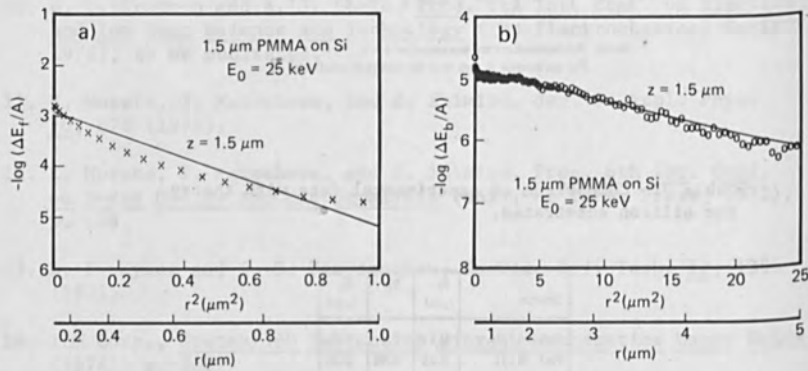 a)
1.5 μm PMMA on Si
E₀ = 25 keV
z = 1.5 μm
-log (ΔE_f/A)
1
2
3
4
5
6
0 0.2 0.4 0.6 0.8 1.0
r²(μm²)
0.2 0.4 0.6 0.8 1.0
r(μm)
b)
z = 1.5 μm
1.5 μm PMMA on Si
E₀ = 25 keV
-log (ΔE_b/A)
4
5
6
7
8
0 5 10 15 20 25
r²(μm²)
0 1 2 3 4 5
r(μm)